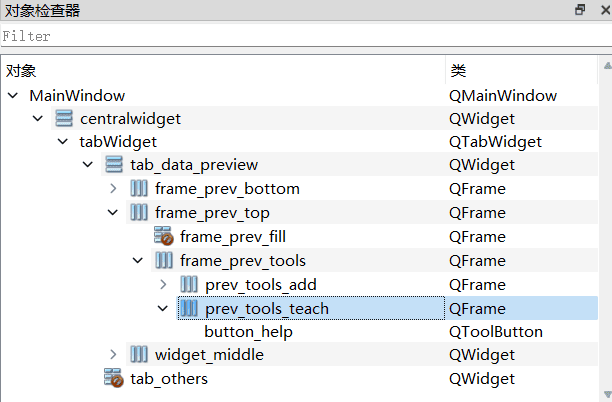 对象检查器
Filter
对象 类
MainWindow QMainWindow
centralwidget QWidget
tabWidget QTabWidget
tab_data_preview QWidget
frame_prev_bottom QFrame
frame_prev_top QFrame
frame_prev_fill QFrame
frame_prev_tools QFrame
prev_tools_add QFrame
prev_tools_teach QFrame
button_help QToolButton
widget_middle QWidget
tab_others QWidget